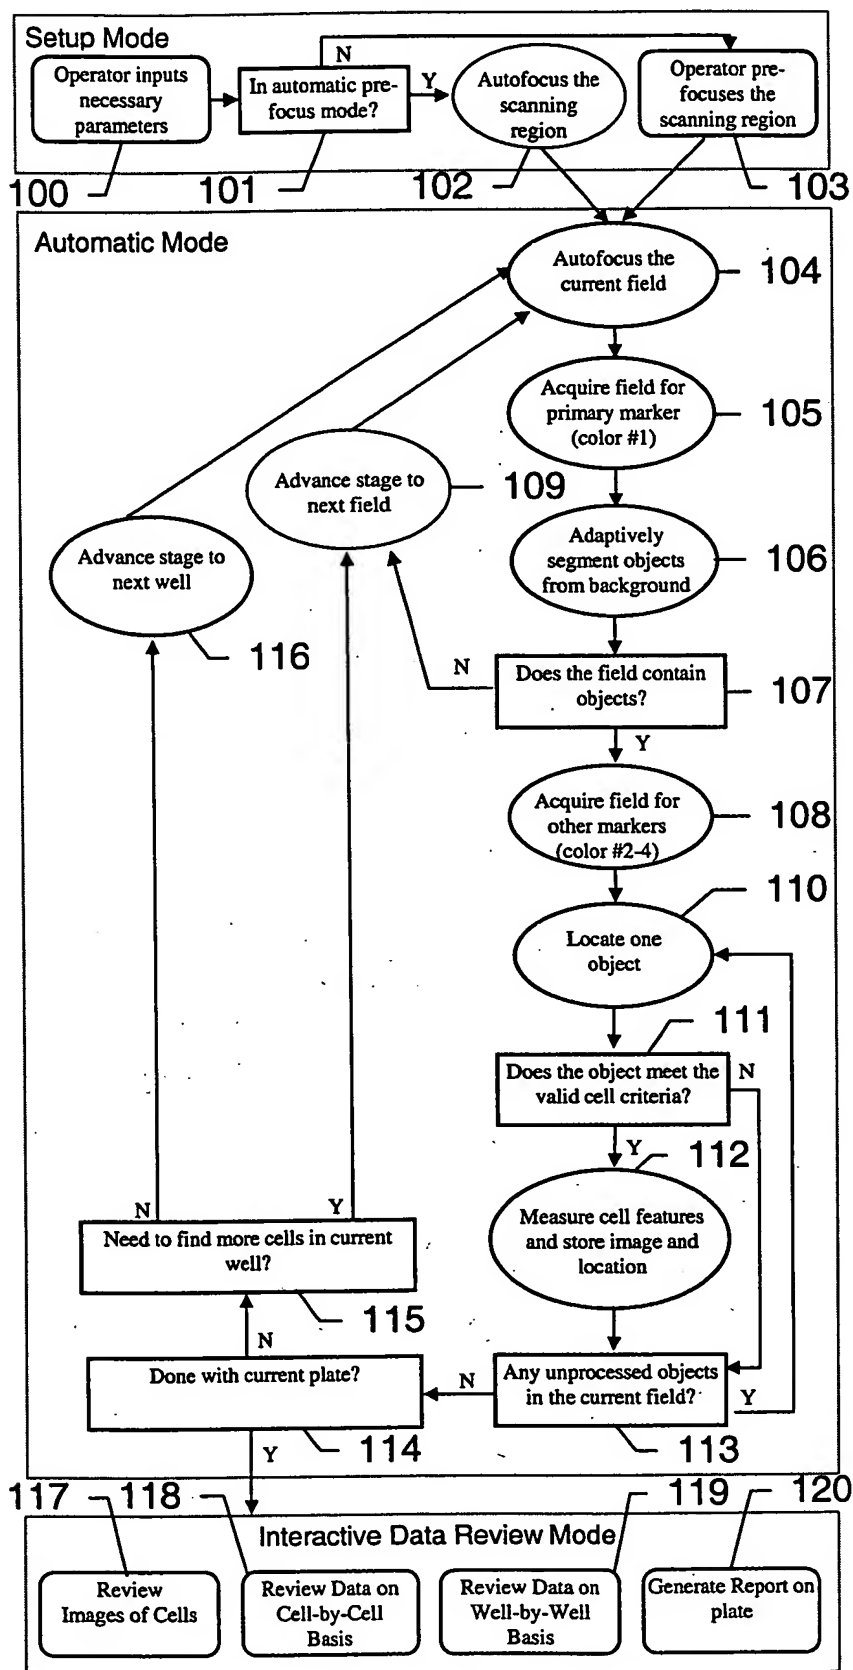 Setup Mode
N
Operator inputs
necessary
parameters
In automatic pre-
focus mode?
Y
Autofocus the
scanning
region
Operator pre-
focuses the
scanning region
100
101
102
103
Automatic Mode
Autofocus the
current field
104
Acquire field for
primary marker
(color #1)
105
Advance stage to
next field
109
Adaptively
segment objects
from background
106
Advance stage to
next well
116
N
Does the field contain
objects?
107
Y
Acquire field for
other markers
(color #2-4)
108
110
Locate one
object
111
Does the object meet the
valid cell criteria?
N
Y
112
Measure cell features
and store image and
location
N
Y
Need to find more cells in current
well?
115
N
Done with current plate?
N
Any unprocessed objects
in the current field?
Y
114
113
Y
117
118
119
120
Interactive Data Review Mode
Review
Images of Cells
Review Data on
Cell-by-Cell
Basis
Review Data on
Well-by-Well
Basis
Generate Report on
plate